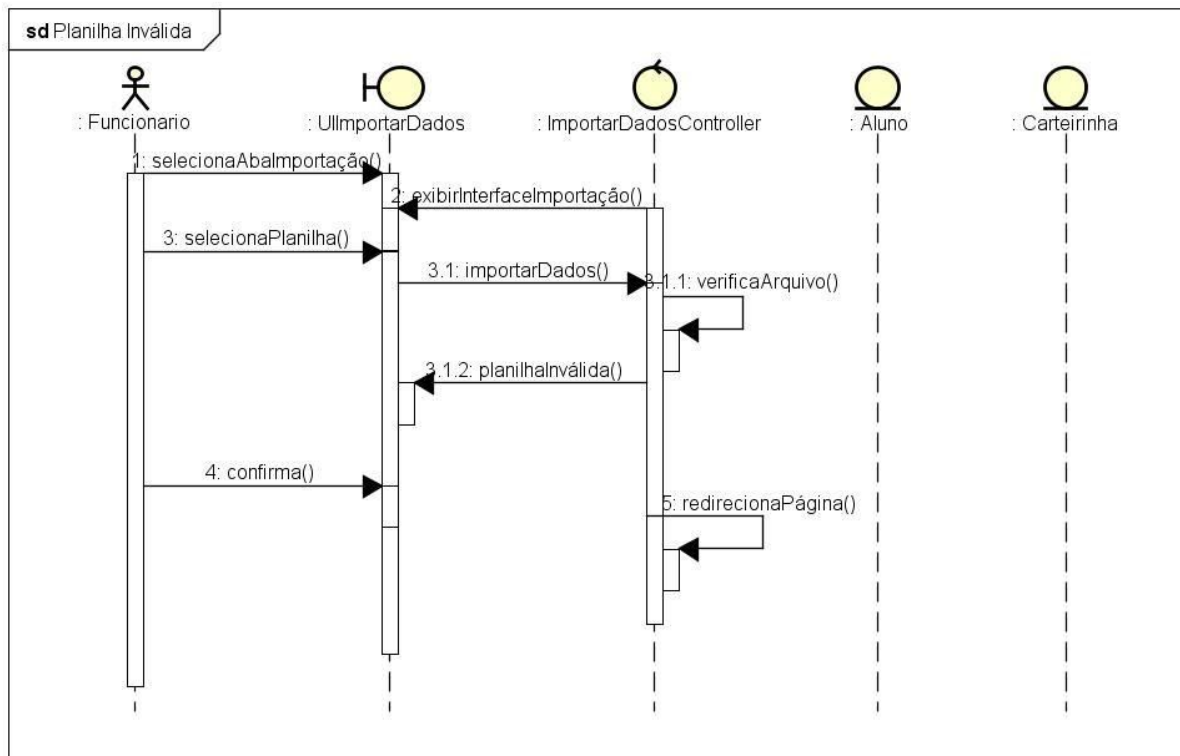 sd Planilha Inválida
: Funcionario
: UIImportarDados
: ImportarDadosController
: Aluno
: Carteirinha
1: selecionaAbaImportação()
2: exibirInterfaceImportação()
3: selecionaPlanilha()
3.1: importarDados()
3.1.1: verificaArquivo()
3.1.2: planilhaInválida()
4: confirma()
5: redirecionaPágina()